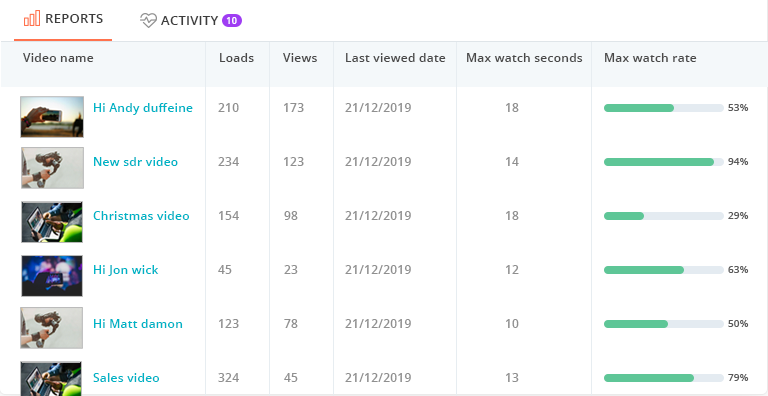 REPORTS ACTIVITY 10
Video name Loads Views Last viewed date Max watch seconds Max watch rate
Hi Andy duffeine 210 173 21/12/2019 18 53%
New sdr video 234 123 21/12/2019 14 94%
Christmas video 154 98 21/12/2019 18 29%
Hi Jon wick 45 23 21/12/2019 12 63%
Hi Matt damon 123 78 21/12/2019 10 50%
Sales video 324 45 21/12/2019 13 79%